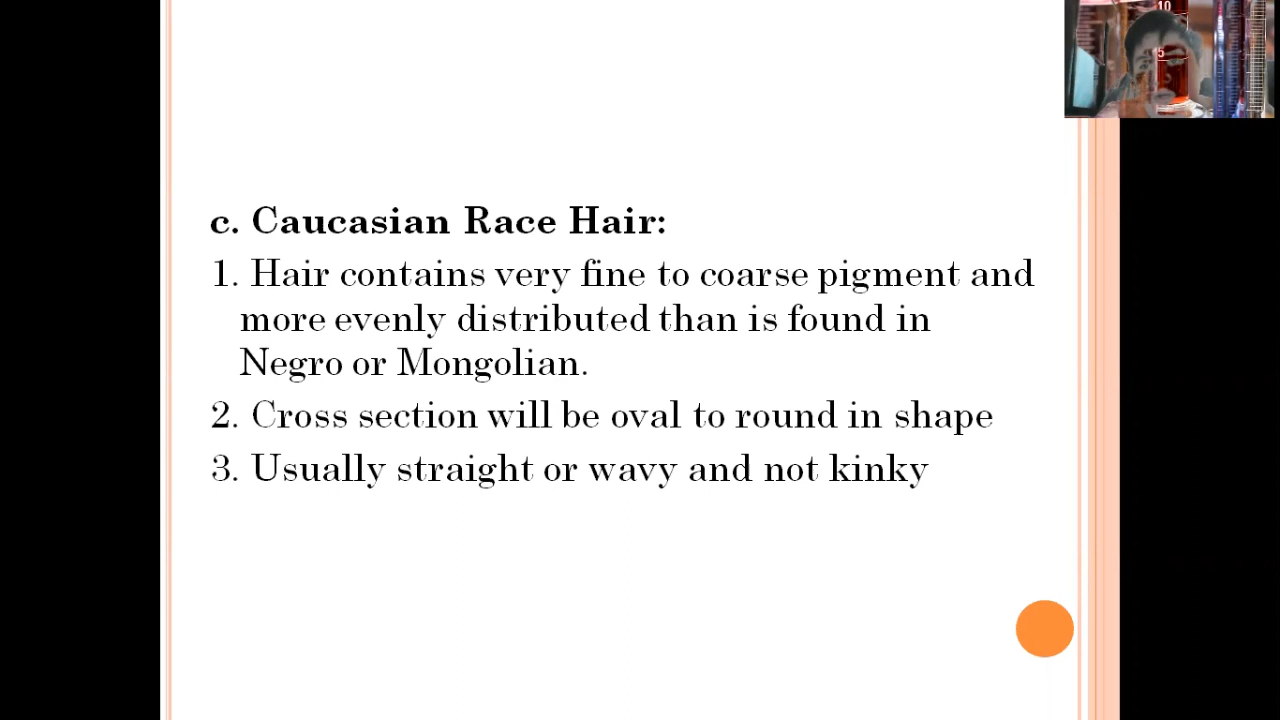 10
5
c. Caucasian Race Hair:
1. Hair contains very fine to coarse pigment and
more evenly distributed than is found in
Negro or Mongolian.
2. Cross section will be oval to round in shape
3. Usually straight or wavy and not kinky